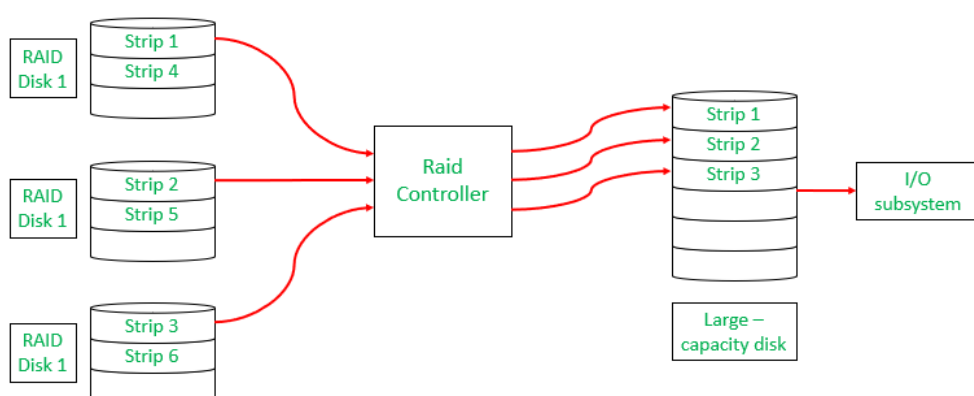 RAID
Disk 1
Strip 1
Strip 4
RAID
Disk 1
Strip 2
Strip 5
RAID
Disk 1
Strip 3
Strip 6
Raid
Controller
Strip 1
Strip 2
Strip 3
Large –
capacity disk
I/O
subsystem